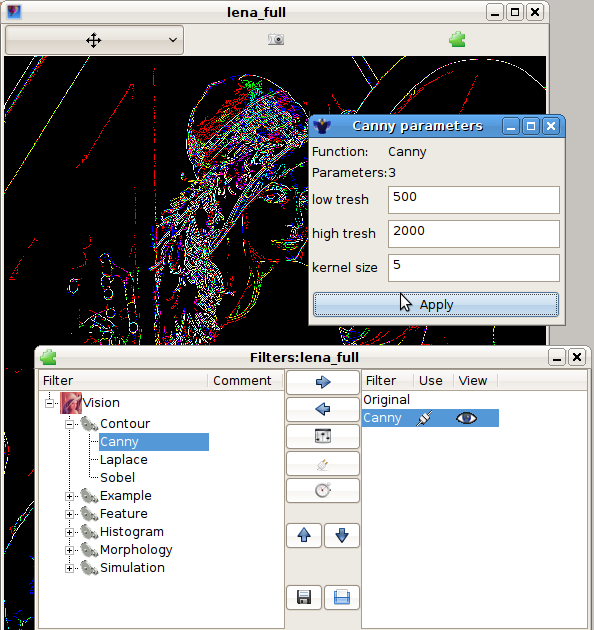 lena_full
Canny parameters
Function: Canny
Parameters:3
low tresh 500
high tresh 2000
kernel size 5
Apply
Filters:lena_full
Filter Comment
Vision
Contour
Canny
Laplace
Sobel
Example
Feature
Histogram
Morphology
Simulation
Filter Use View
Original
Canny